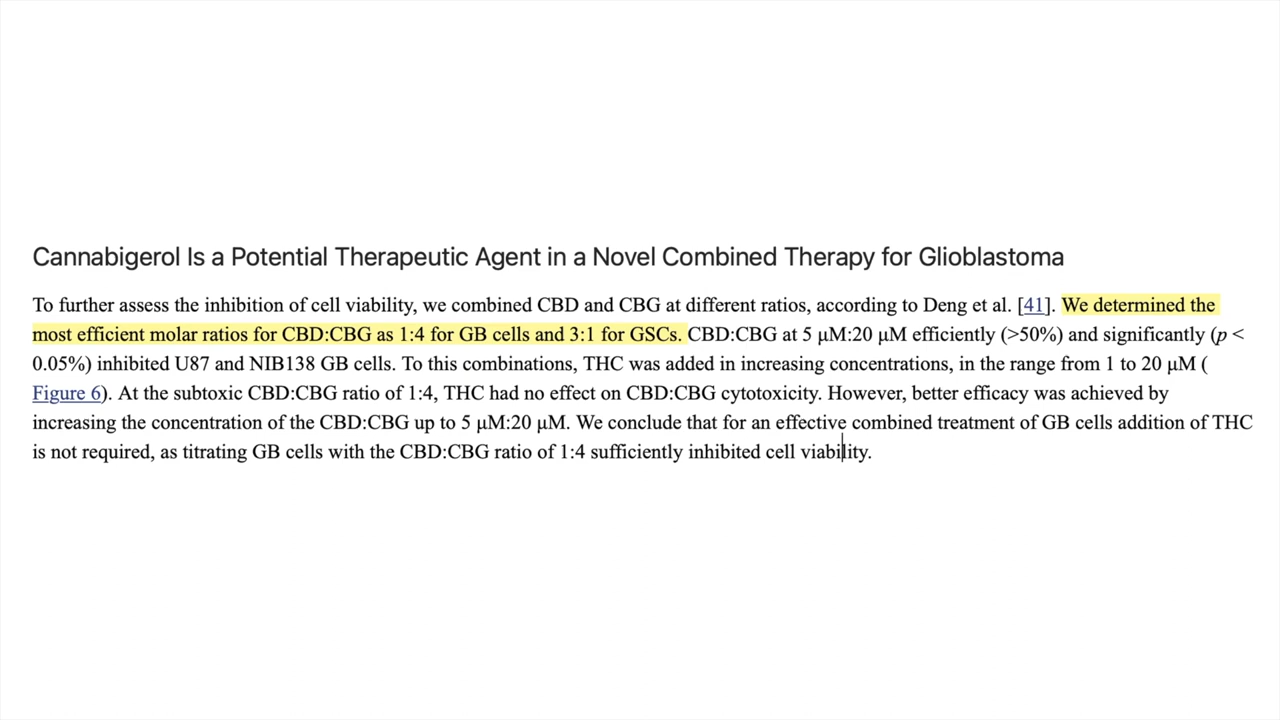 Cannabigerol Is a Potential Therapeutic Agent in a Novel Combined Therapy for Glioblastoma
To further assess the inhibition of cell viability, we combined CBD and CBG at different ratios, according to Deng et al. [41]. We determined the
most efficient molar ratios for CBD:CBG as 1:4 for GB cells and 3:1 for GSCs. CBD:CBG at 5 μM:20 μM efficiently (>50%) and significantly (p <
0.05%) inhibited U87 and NIB138 GB cells. To this combinations, THC was added in increasing concentrations, in the range from 1 to 20 μM (
Figure 6). At the subtoxic CBD:CBG ratio of 1:4, THC had no effect on CBD:CBG cytotoxicity. However, better efficacy was achieved by
increasing the concentration of the CBD:CBG up to 5 μM:20 μM. We conclude that for an effective combined treatment of GB cells addition of THC
is not required, as titrating GB cells with the CBD:CBG ratio of 1:4 sufficiently inhibited cell viability.